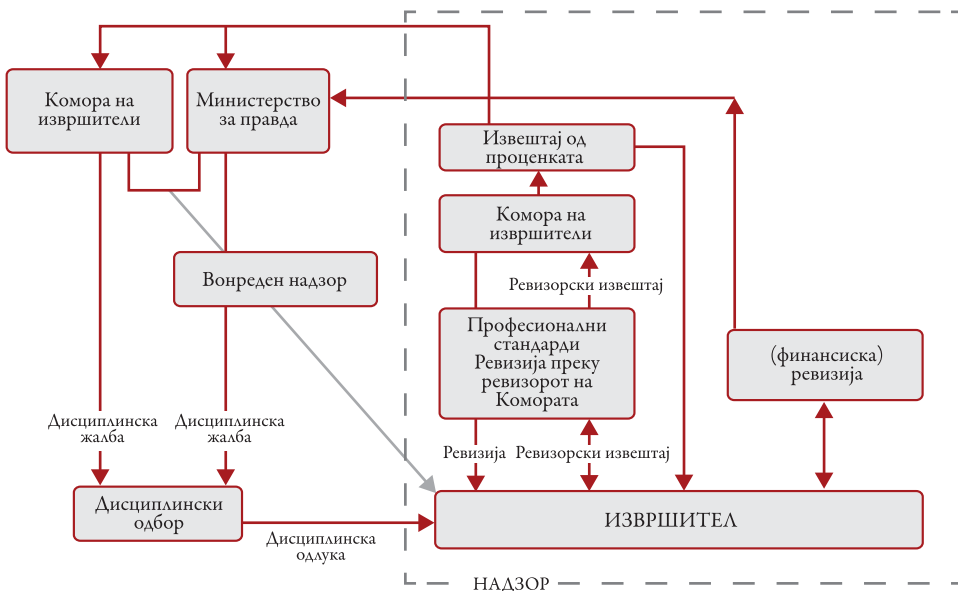 Комора на
извршители
Министерство
за правда
Извештај од
проценката
Комора на
извршители
Вонреден надзор
Ревизорски извештај
Професионални
стандарди
Ревизија преку
ревизорот на
Комората
(финансиска)
ревизија
Дисциплинска
жалба
Дисциплинска
жалба
Ревизија
Ревизорски извештај
Дисциплински
одбор
ИЗВРШИТЕЛ
Дисциплинска
одлука
НАДЗОР